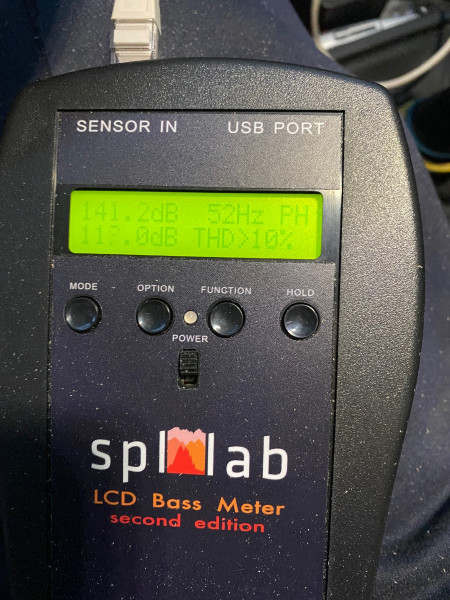 SENSOR IN USB PORT
141.2dB 52Hz PH
THD>10%
MODE - OPTION FUNCTION HOLD
POWER
spl lab
LCD Bass Meter
second edition